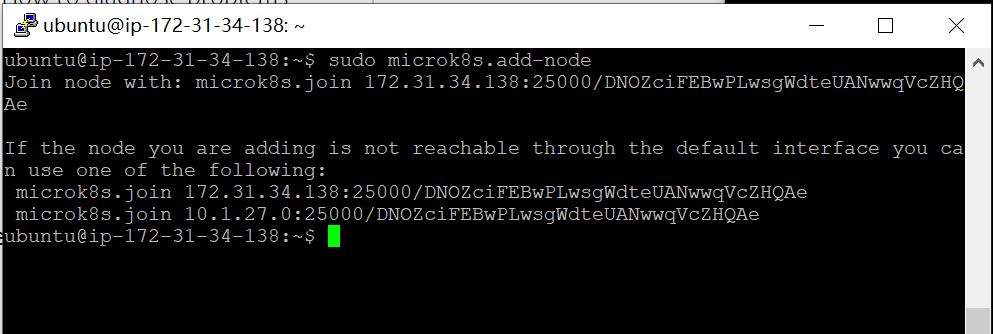 How to diagnose problems
ubuntu@ip-172-31-34-138: ~
ubuntu@ip-172-31-34-138:~$ sudo microk8s.add-node
Join node with: microk8s.join 172.31.34.138:25000/DNOZciFEBwPLwsgWdteUANwwqVcZHQ
Ae
If the node you are adding is not reachable through the default interface you ca
n use one of the following:
 microk8s.join 172.31.34.138:25000/DNOZciFEBwPLwsgWdteUANwwqVcZHQAe
 microk8s.join 10.1.27.0:25000/DNOZciFEBwPLwsgWdteUANwwqVcZHQAe
ubuntu@ip-172-31-34-138:~$